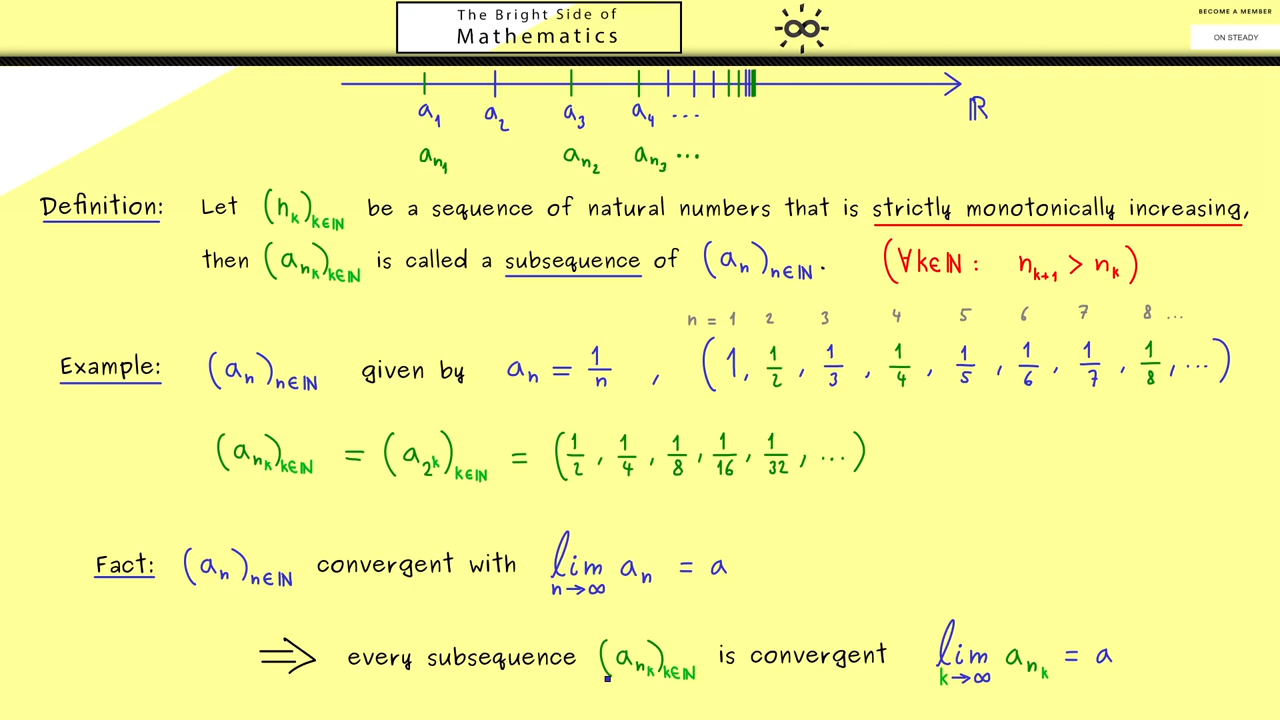 The Bright Side of
Mathematics
BECOME A MEMBER
ON STEADY
a₁ a₂ a₃ a₄ ... ℝ
aₙ₁ aₙ₂ aₙ₃ ...
Definition: Let (nₖ)ₖ∈ℕ be a sequence of natural numbers that is strictly monotonically increasing,
then (aₙₖ)ₖ∈ℕ is called a subsequence of (aₙ)ₙ∈ℕ. (∀k∈ℕ: nₖ₊₁ > nₖ)
n = 1 2 3 4 5 6 7 8 ...
Example: (aₙ)ₙ∈ℕ given by aₙ = 1/n , (1, 1/2, 1/3, 1/4, 1/5, 1/6, 1/7, 1/8, ...)
(aₙₖ)ₖ∈ℕ = (a_{2^k})ₖ∈ℕ = (1/2, 1/4, 1/8, 1/16, 1/32, ...)
Fact: (aₙ)ₙ∈ℕ convergent with lim n→∞ aₙ = a
⟹ every subsequence (aₙₖ)ₖ∈ℕ is convergent lim k→∞ aₙₖ = a